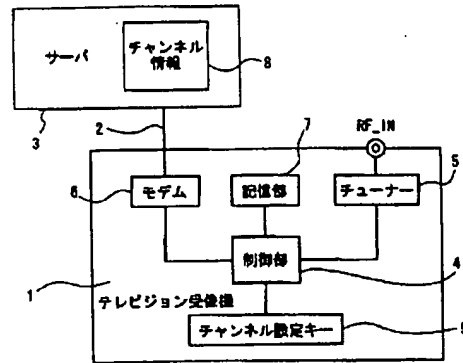 サーバ
チャンネル
情報
8
3
2
7
RF_IN
6
モデム
記憶部
チューナー
5
制御部
4
1
テレビジョン受像機
チャンネル設定キー